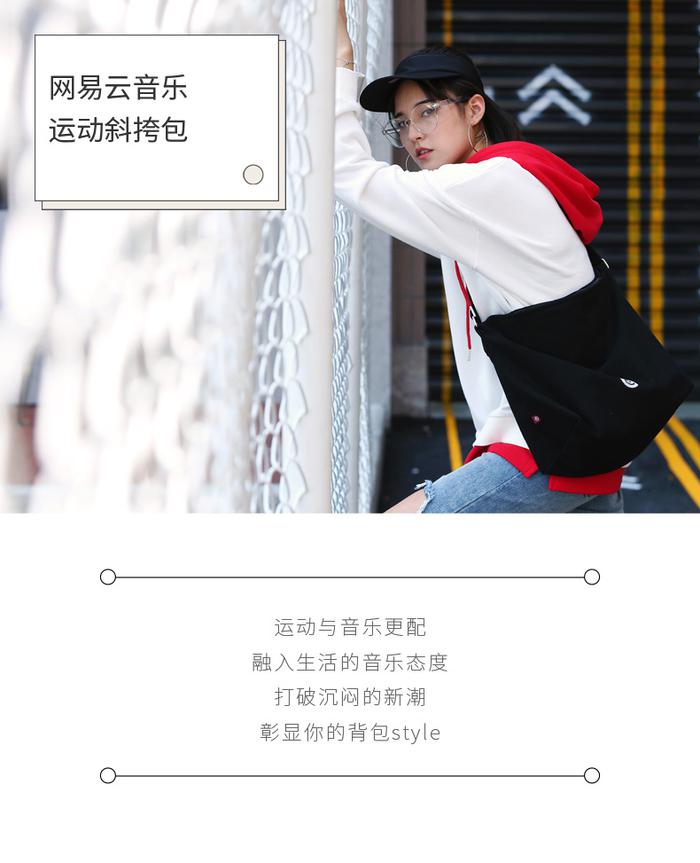 网易云音乐
运动斜挎包
运动与音乐更配
融入生活的音乐态度
打破沉闷的新潮
彰显你的背包style